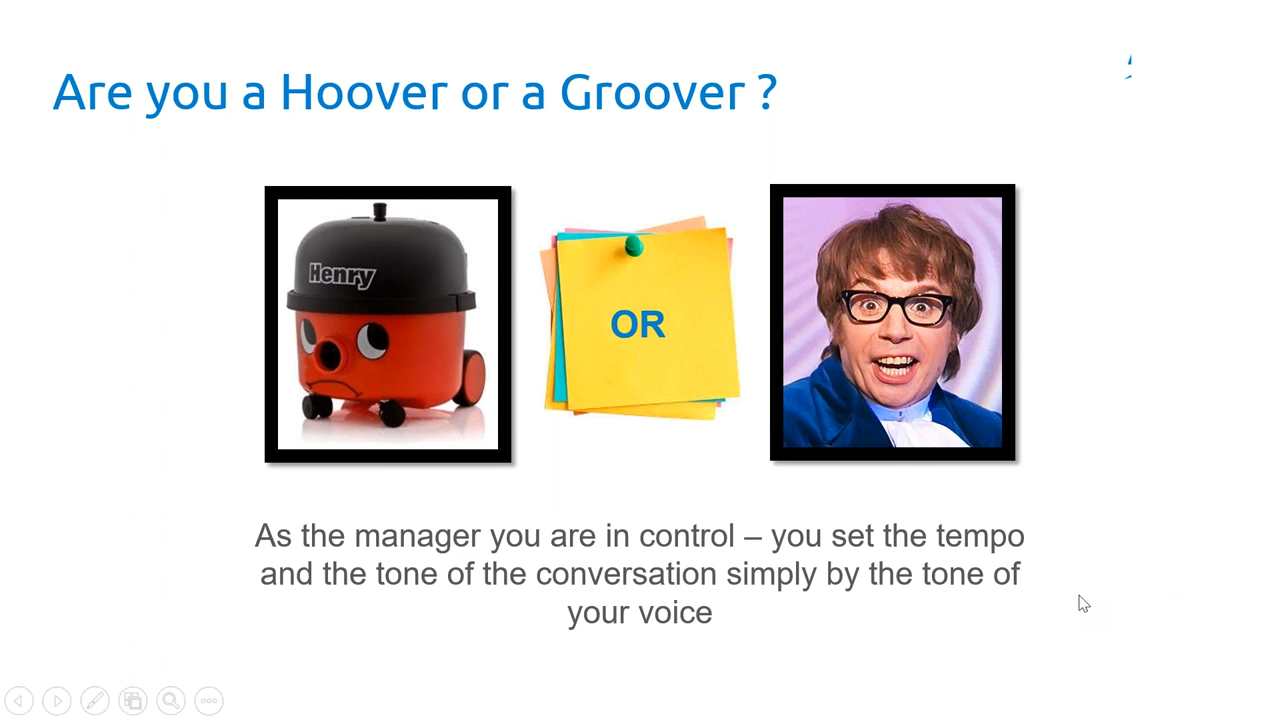 Are you a Hoover or a Groover ?
Henry
OR
As the manager you are in control – you set the tempo
and the tone of the conversation simply by the tone of
your voice